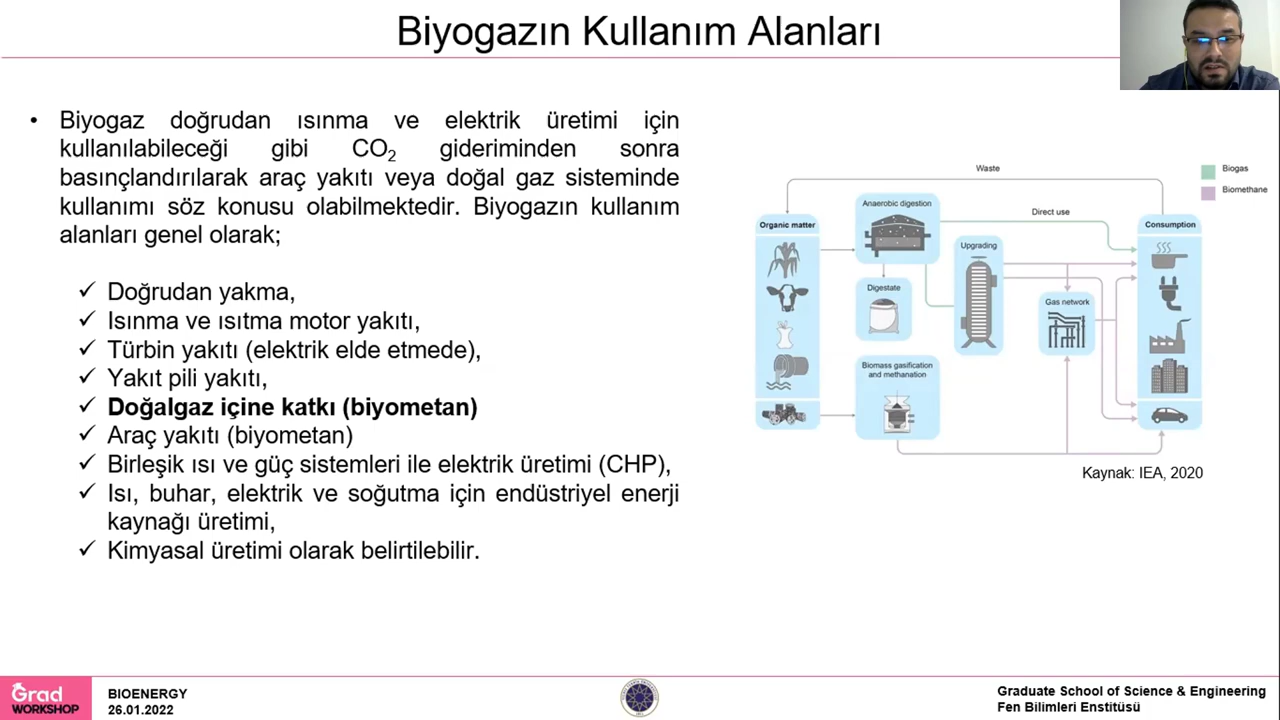 Biyogazın Kullanım Alanları
• Biyogaz doğrudan ısınma ve elektrik üretimi için
kullanılabileceği gibi CO₂ gideriminden sonra
basınçlandırılarak araç yakıtı veya doğal gaz sisteminde
kullanımı söz konusu olabilmektedir. Biyogazın kullanım
alanları genel olarak;
✓ Doğrudan yakma,
✓ Isınma ve ısıtma motor yakıtı,
✓ Türbin yakıtı (elektrik elde etmede),
✓ Yakıt pili yakıtı,
✓ Doğalgaz içine katkı (biyometan)
✓ Araç yakıtı (biyometan)
✓ Birleşik ısı ve güç sistemleri ile elektrik üretimi (CHP),
✓ Isı, buhar, elektrik ve soğutma için endüstriyel enerji
kaynağı üretimi,
✓ Kimyasal üretimi olarak belirtilebilir.
Waste
Biogas
Biomethane
Organic matter
Anaerobic digestion
Direct use
Consumption
Upgrading
Digestate
Gas network
Biomass gasification
and methanation
Kaynak: IEA, 2020
Grad
WORKSHOP
BIOENERGY
26.01.2022
Graduate School of Science & Engineering
Fen Bilimleri Enstitüsü